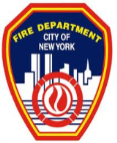 FIRE DEPARTMENT
CITY OF
NEW YORK